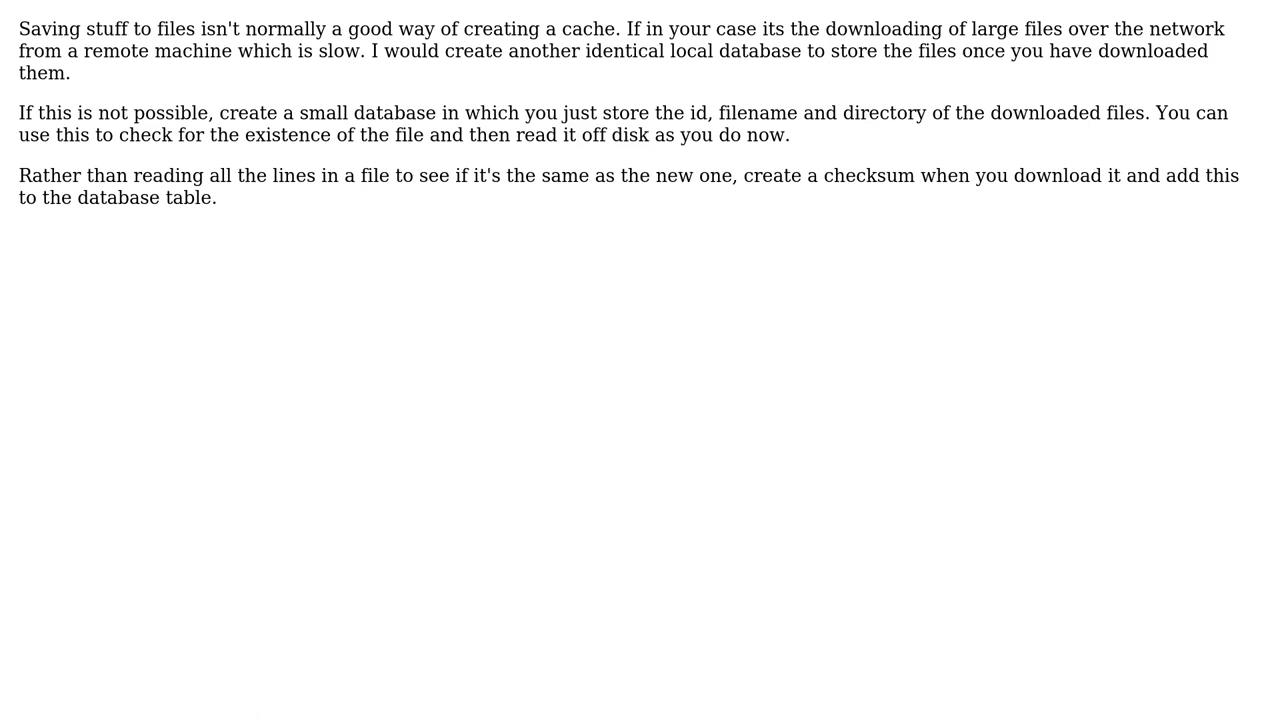 Saving stuff to files isn't normally a good way of creating a cache. If in your case its the downloading of large files over the network
from a remote machine which is slow. I would create another identical local database to store the files once you have downloaded
them.
If this is not possible, create a small database in which you just store the id, filename and directory of the downloaded files. You can
use this to check for the existence of the file and then read it off disk as you do now.
Rather than reading all the lines in a file to see if it's the same as the new one, create a checksum when you download it and add this
to the database table.